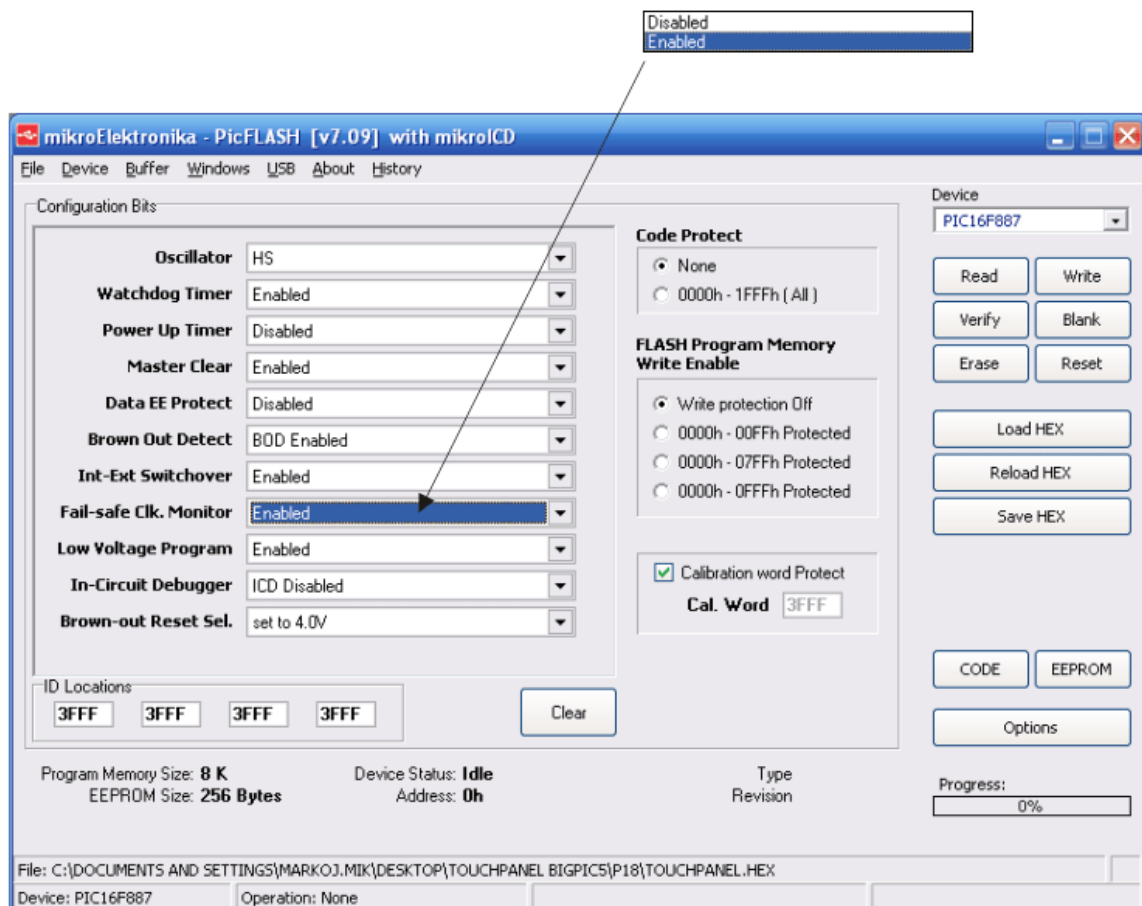 Disabled
Enabled
mikroElektronika - PicFLASH [v7.09] with mikroICD
File Device Buffer Windows USB About History
Configuration Bits
Oscillator HS
Watchdog Timer Enabled
Power Up Timer Disabled
Master Clear Enabled
Data EE Protect Disabled
Brown Out Detect BOD Enabled
Int-Ext Switchover Enabled
Fail-safe Clk. Monitor Enabled
Low Voltage Program Enabled
In-Circuit Debugger ICD Disabled
Brown-out Reset Sel. set to 4.0V
ID Locations
3FFF 3FFF 3FFF 3FFF
Clear
Code Protect
None
0000h - 1FFFh ( All )
FLASH Program Memory
Write Enable
Write protection Off
0000h - 00FFh Protected
0000h - 07FFh Protected
0000h - 0FFFh Protected
Calibration word Protect
Cal. Word 3FFF
Device
PIC16F887
Read Write
Verify Blank
Erase Reset
Load HEX
Reload HEX
Save HEX
CODE EEPROM
Options
Program Memory Size: 8 K Device Status: Idle Type
EEPROM Size: 256 Bytes Address: 0h Revision
Progress:
0%
File: C:\DOCUMENTS AND SETTINGS\MARKOJ.MIK\DESKTOP\TOUCHPANEL BIGPIC5\P18\TOUCHPANEL.HEX
Device: PIC16F887 Operation: None